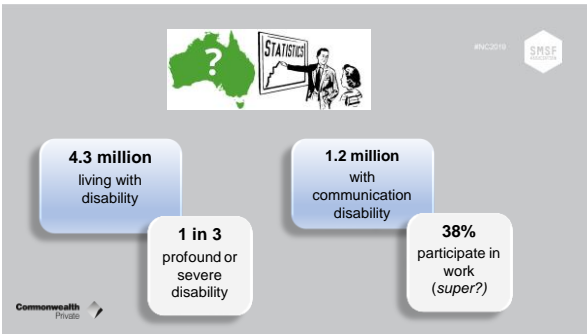 ?
STATISTICS
#NC2019
SMSF
ASSOCIATION
4.3 million
living with
disability
1 in 3
profound or
severe
disability
1.2 million
with
communication
disability
38%
participate in
work
(super?)
Commonwealth
Private